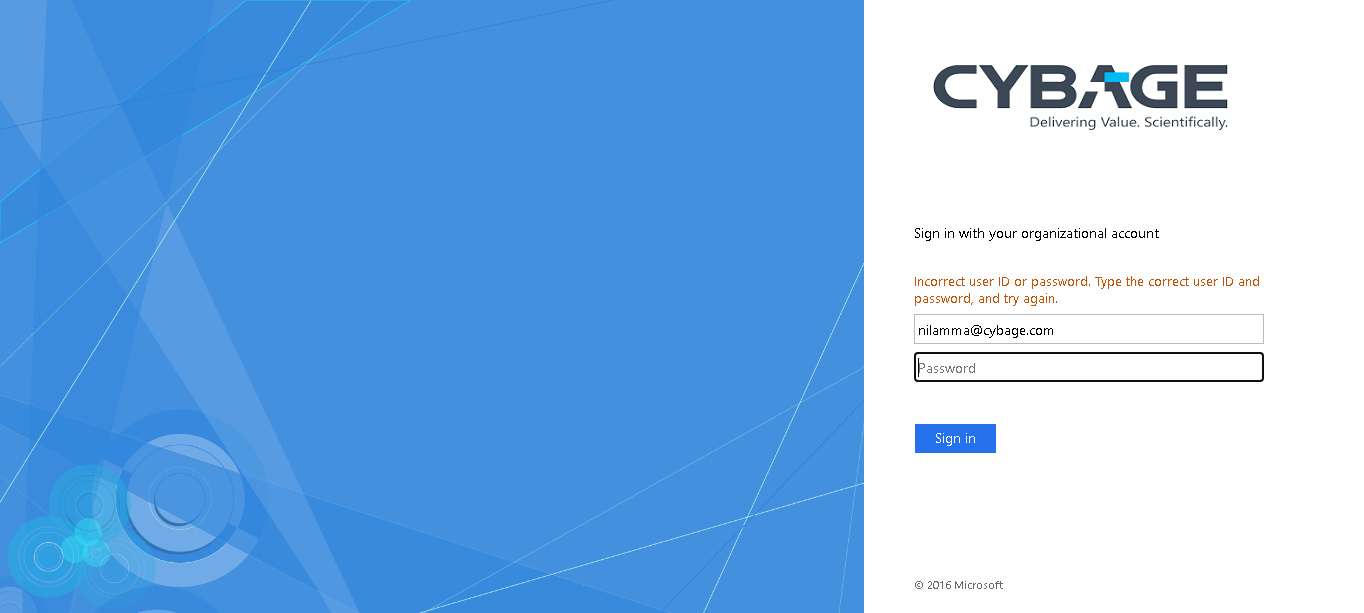 CYBAGE
Delivering Value. Scientifically.
Sign in with your organizational account
Incorrect user ID or password. Type the correct user ID and
password, and try again.
nilamma@cybage.com
Password
Sign in
© 2016 Microsoft